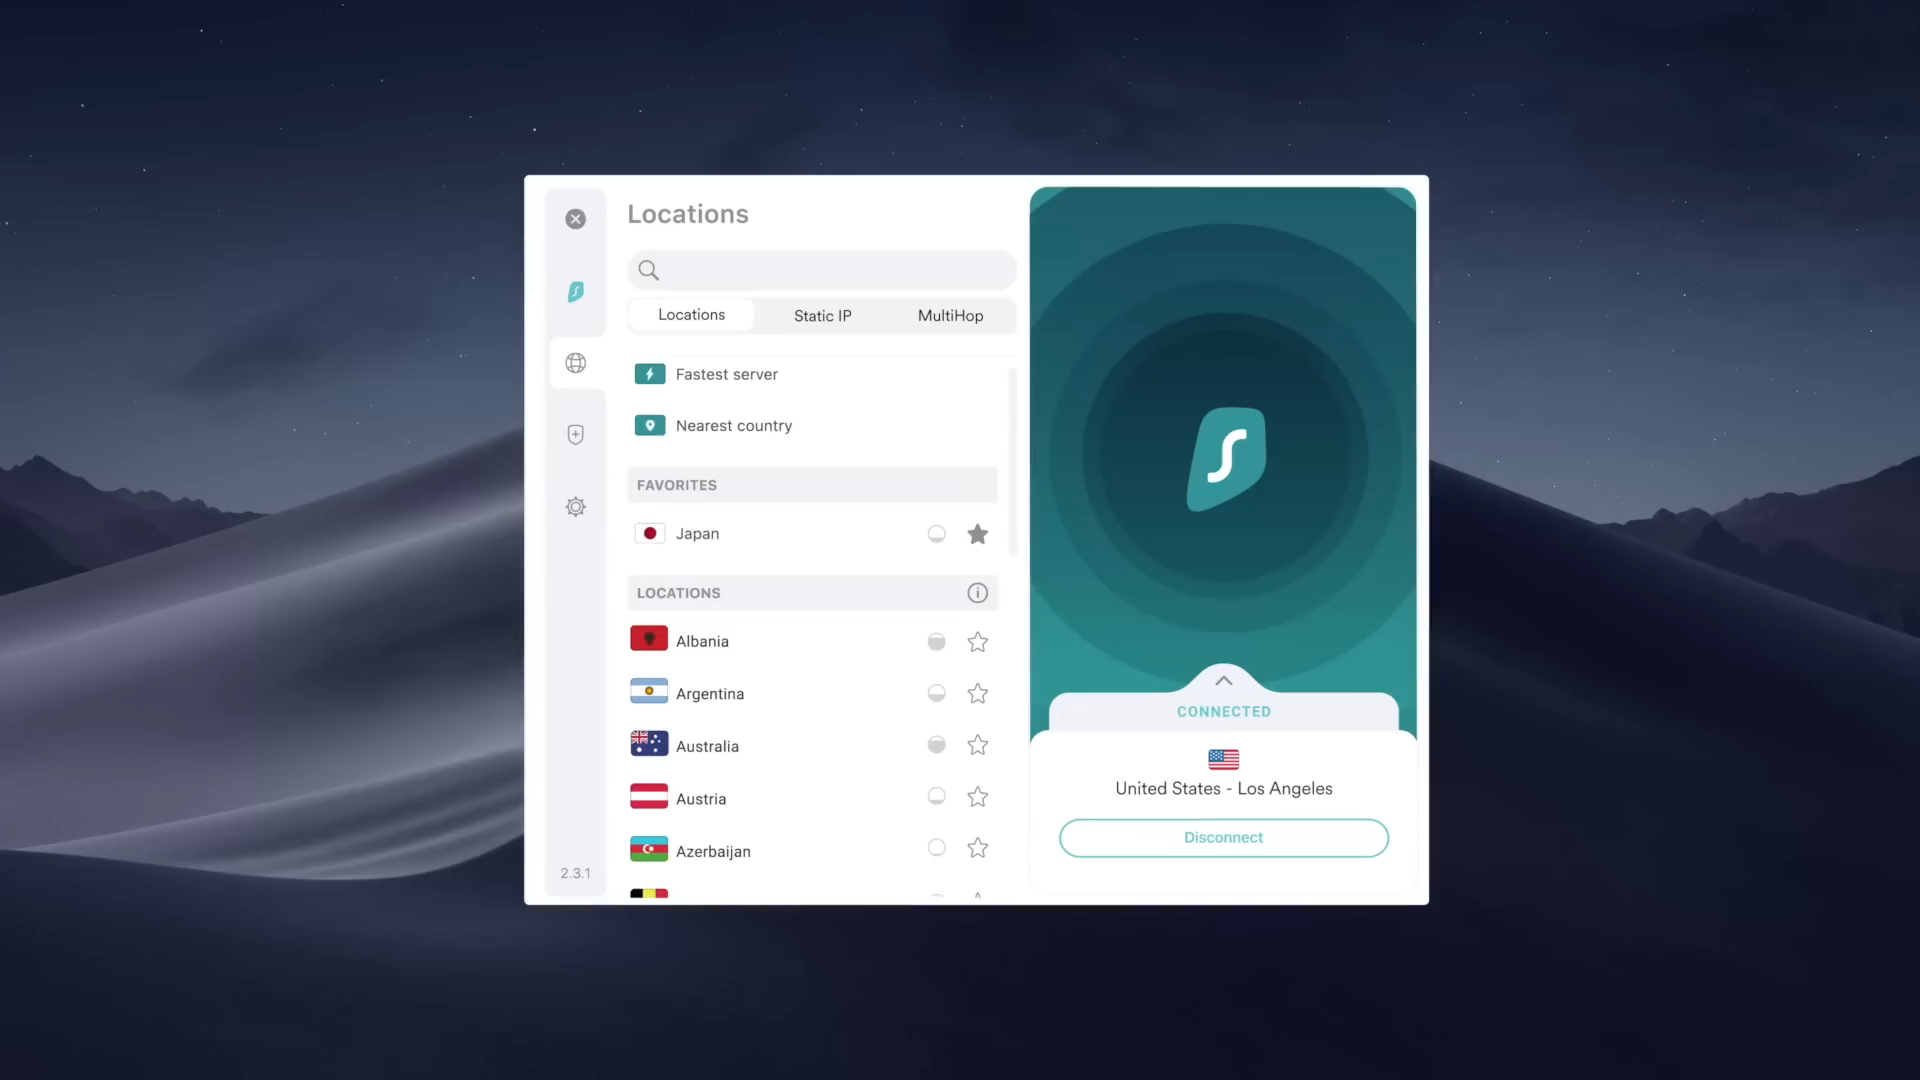 Locations
Locations
Static IP
MultiHop
Fastest server
Nearest country
FAVORITES
Japan
LOCATIONS
Albania
Argentina
Australia
Austria
Azerbaijan
2.3.1
CONNECTED
United States - Los Angeles
Disconnect